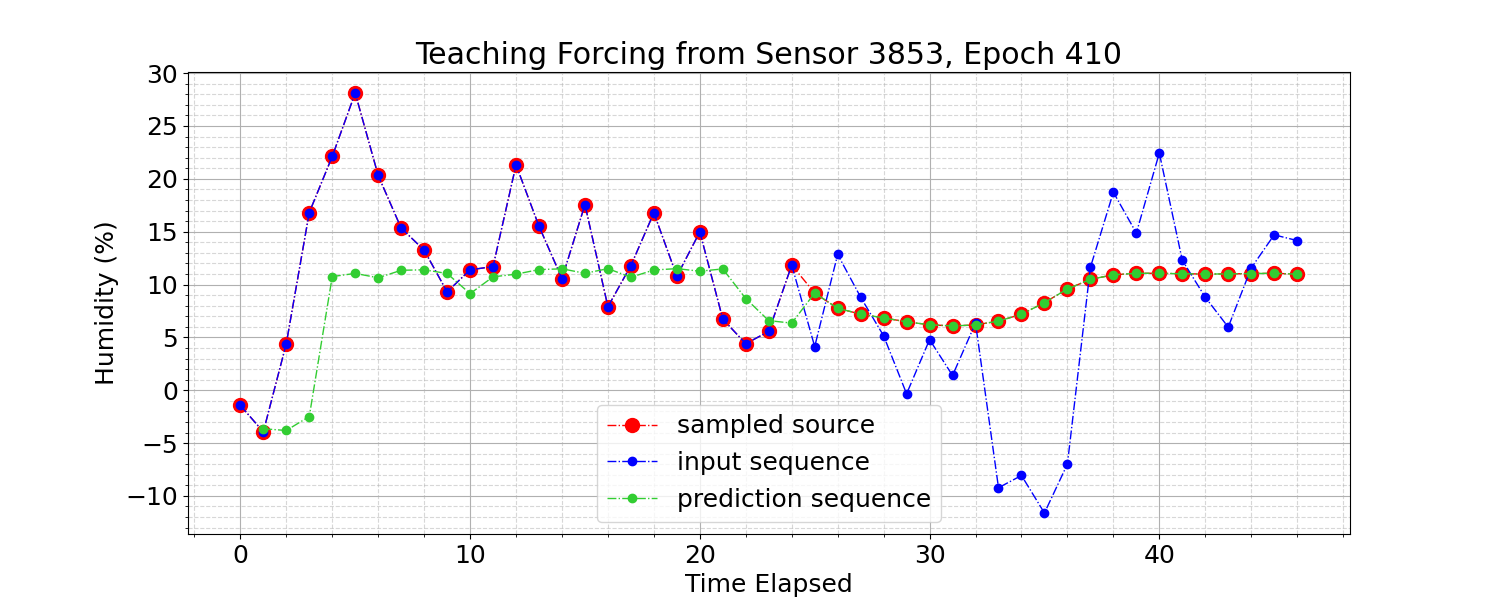 Teaching Forcing from Sensor 3853, Epoch 410
30
25
20
15
10
5
0
−5
−10
Humidity (%)
sampled source
input sequence
prediction sequence
0 10 20 30 40
Time Elapsed